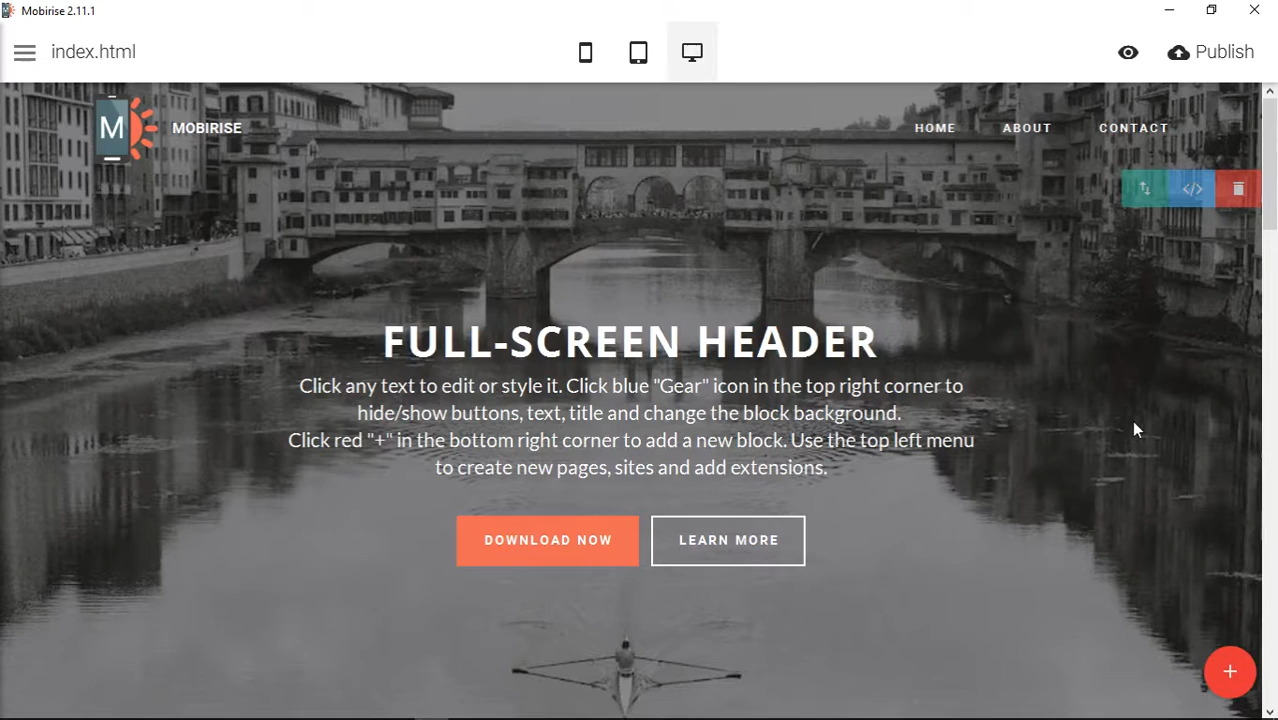 Mobirise 2.11.1
index.html
Publish
M
MOBIRISE
HOME
ABOUT
CONTACT
</>
FULL-SCREEN HEADER
Click any text to edit or style it. Click blue "Gear" icon in the top right corner to
hide/show buttons, text, title and change the block background.
Click red "+" in the bottom right corner to add a new block. Use the top left menu
to create new pages, sites and add extensions.
DOWNLOAD NOW
LEARN MORE
+